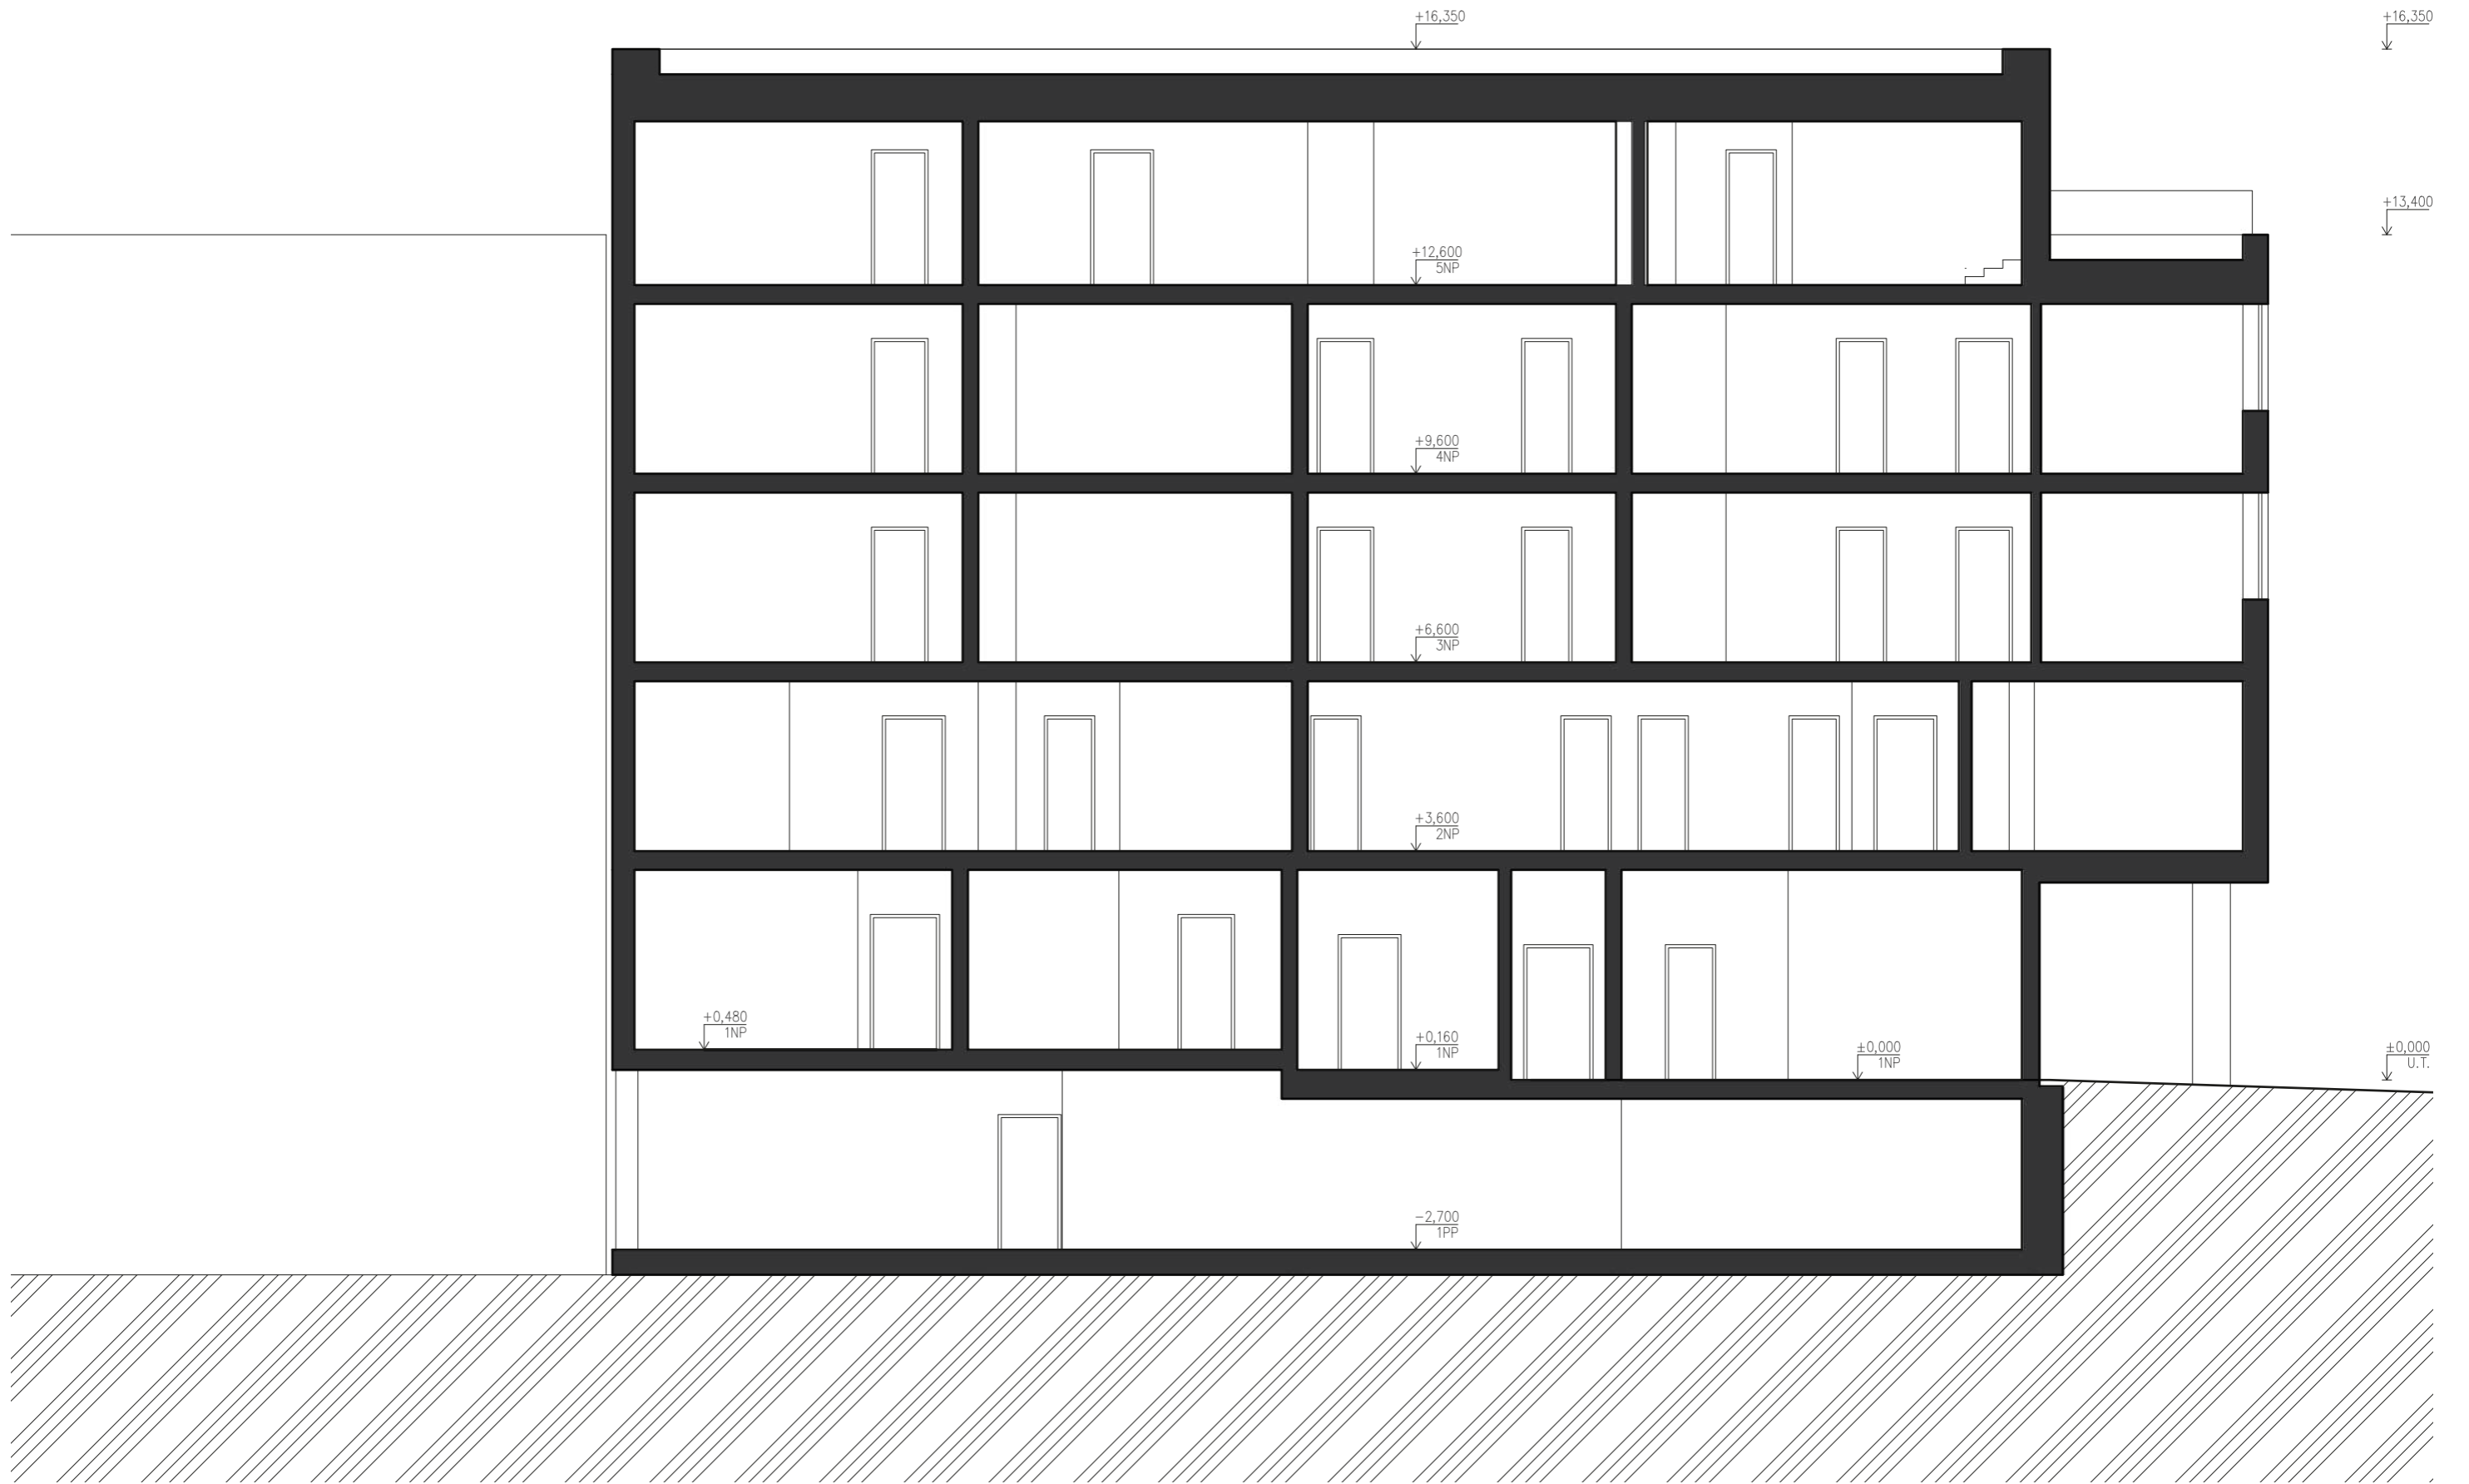 +16,350
+16,350
+13,400
+12,600
5NP
+9,600
4NP
+6,600
3NP
+3,600
2NP
+0,480
1NP
+0,160
1NP
±0,000
1NP
±0,000
U.T.
−2,700
1PP